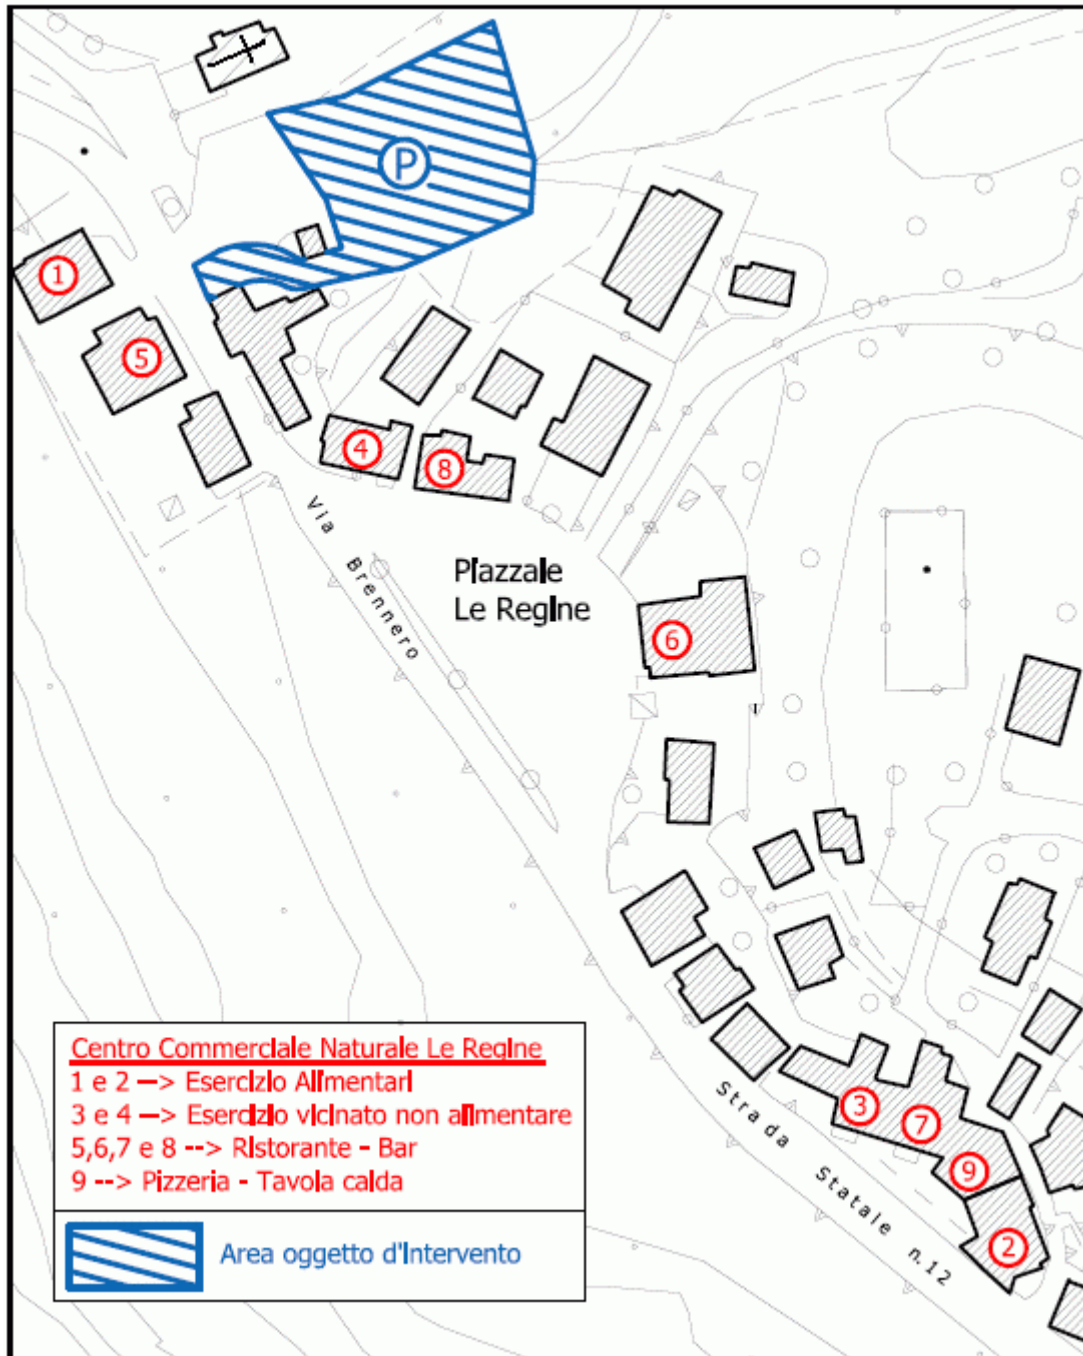 P
1
5
4
8
Via Brennero
Piazzale
Le Regine
6
3
7
9
2
Strada Statale n.12
Centro Commerciale Naturale Le Regine
1 e 2 —> Esercizio Alimentari
3 e 4 —> Esercizio vicinato non alimentare
5,6,7 e 8 --> Ristorante - Bar
9 --> Pizzeria - Tavola calda
Area oggetto d'Intervento